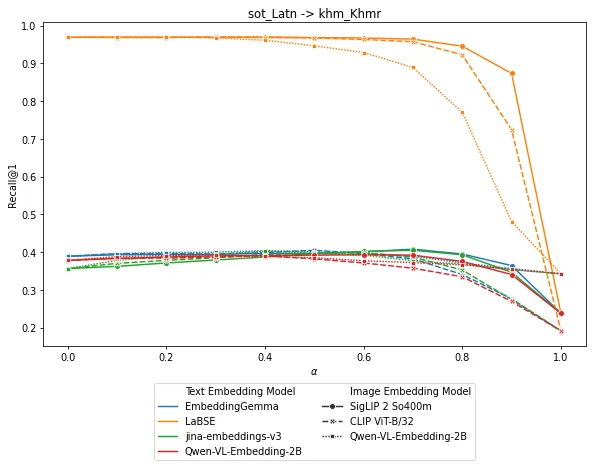 sot_Latn -> khm_Khmr
Recall@1
1.0
0.9
0.8
0.7
0.6
0.5
0.4
0.3
0.2
0.0 0.2 0.4 0.6 0.8 1.0
α
Text Embedding Model Image Embedding Model
EmbeddingGemma SigLIP 2 So400m
LaBSE CLIP ViT-B/32
jina-embeddings-v3 Qwen-VL-Embedding-2B
Qwen-VL-Embedding-2B